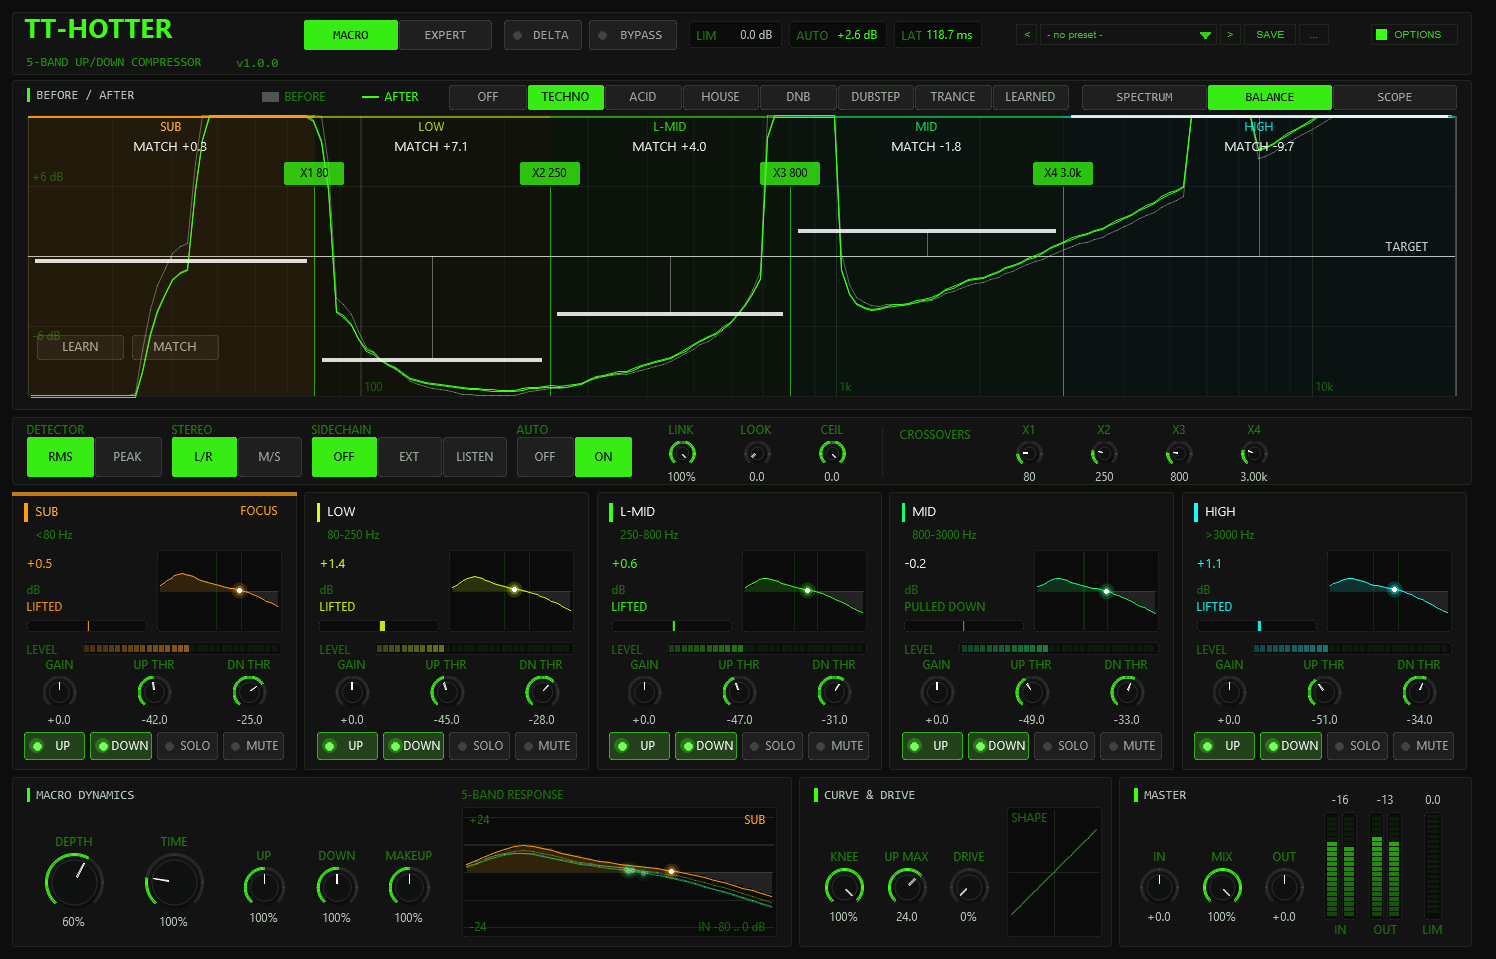 TT-HOTTER
5-BAND UP/DOWN COMPRESSOR v1.0.0
MACRO EXPERT DELTA BYPASS LIM 0.0 dB AUTO +2.6 dB LAT 118.7 ms < - no preset - > SAVE ... OPTIONS
BEFORE / AFTER BEFORE AFTER OFF TECHNO ACID HOUSE DNB DUBSTEP TRANCE LEARNED SPECTRUM BALANCE SCOPE
SUB LOW L-MID MID HIGH
MATCH +0.3 MATCH +7.1 MATCH +4.0 MATCH -1.8 MATCH -9.7
+6 dB X1 80 X2 250 X3 800 X4 3.0k
TARGET
-6 dB
LEARN MATCH
100 1k 10k
DETECTOR STEREO SIDECHAIN AUTO LINK LOOK CEIL CROSSOVERS X1 X2 X3 X4
RMS PEAK L/R M/S OFF EXT LISTEN OFF ON
100% 0.0 0.0 80 250 800 3.00k
SUB FOCUS LOW L-MID MID HIGH
<80 Hz 80-250 Hz 250-800 Hz 800-3000 Hz >3000 Hz
+0.5 +1.4 +0.6 -0.2 +1.1
dB dB dB dB dB
LIFTED LIFTED LIFTED PULLED DOWN LIFTED
LEVEL LEVEL LEVEL LEVEL LEVEL
GAIN UP THR DN THR GAIN UP THR DN THR GAIN UP THR DN THR GAIN UP THR DN THR GAIN UP THR DN THR
+0.0 -42.0 -25.0 +0.0 -45.0 -28.0 +0.0 -47.0 -31.0 +0.0 -49.0 -33.0 +0.0 -51.0 -34.0
UP DOWN SOLO MUTE UP DOWN SOLO MUTE UP DOWN SOLO MUTE UP DOWN SOLO MUTE UP DOWN SOLO MUTE
MACRO DYNAMICS 5-BAND RESPONSE CURVE & DRIVE MASTER
-16 -13 0.0
+24 SUB SHAPE
DEPTH TIME UP DOWN MAKEUP KNEE UP MAX DRIVE IN MIX OUT
60% 100% 100% 100% 100% 100% 24.0 0% +0.0 100% +0.0
-24 IN -80 .. 0 dB IN OUT LIM